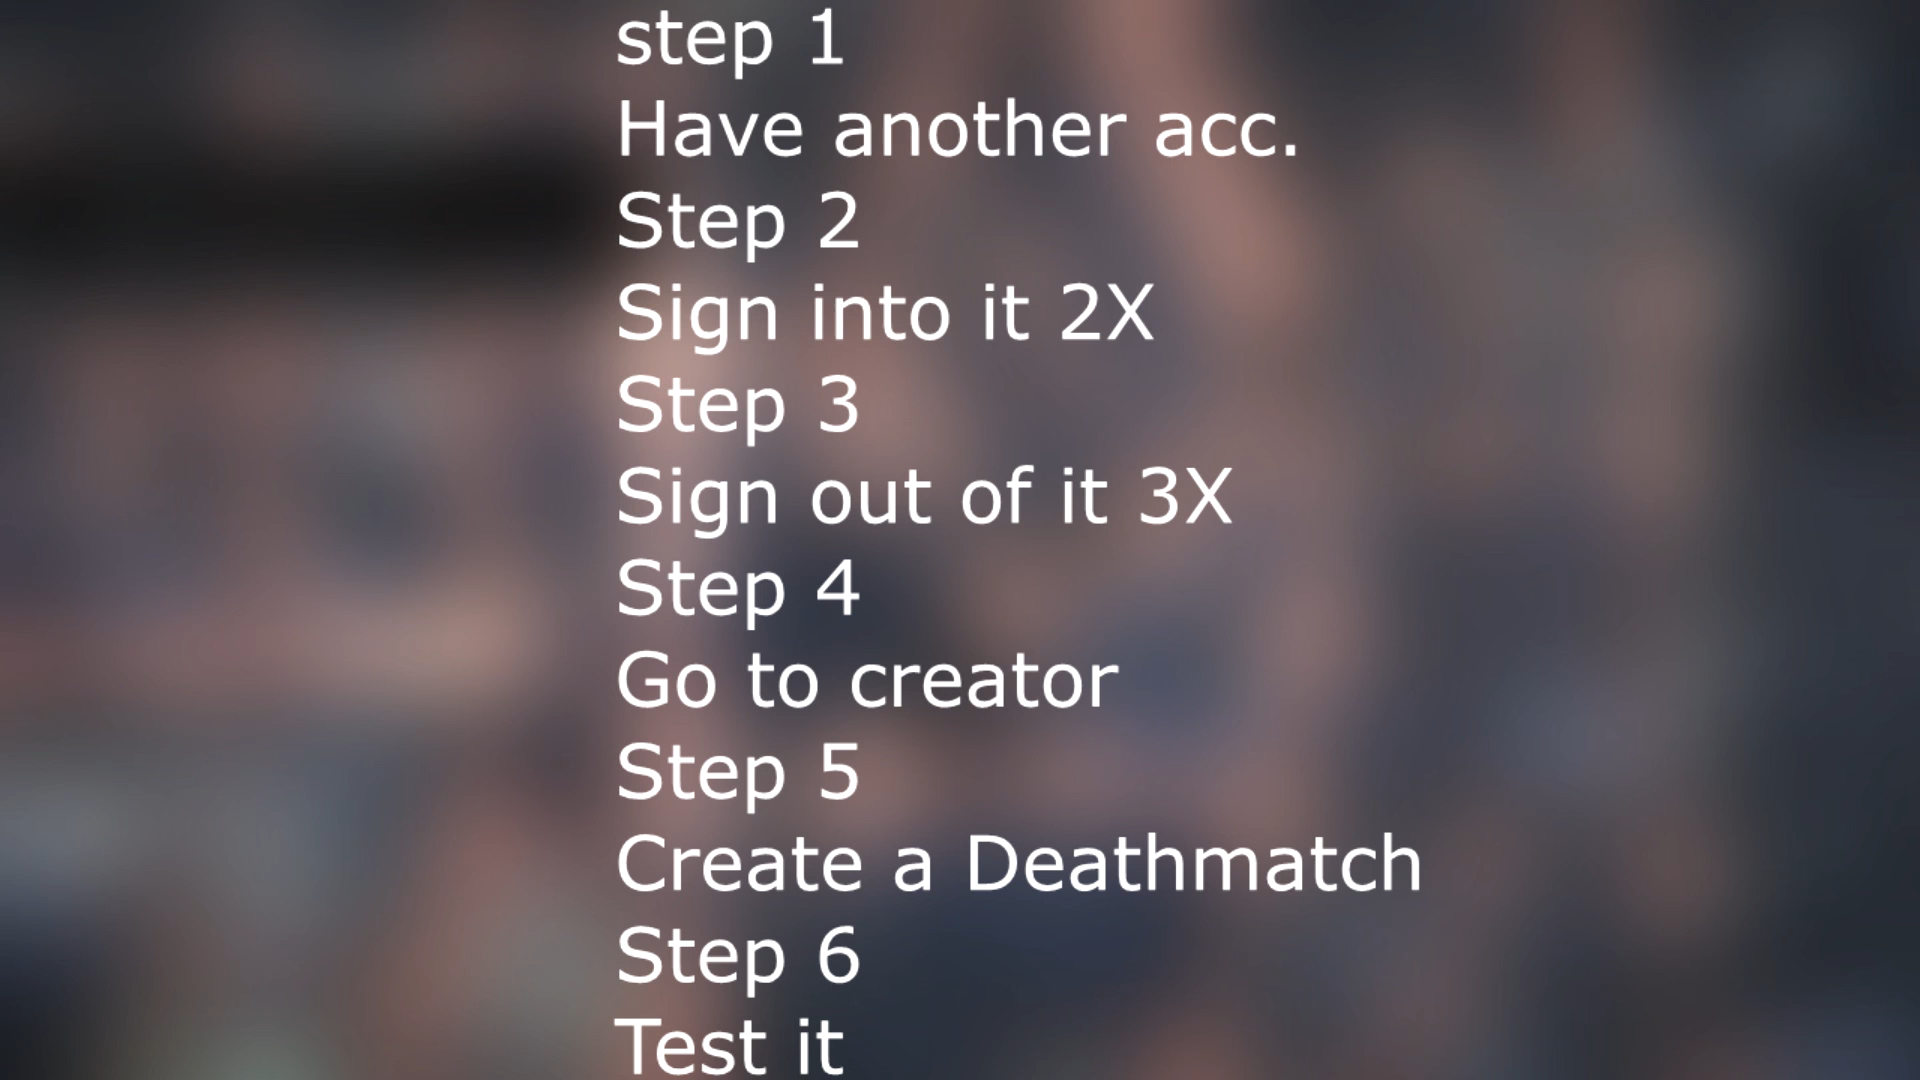 step 1
Have another acc.
Step 2
Sign into it 2X
Step 3
Sign out of it 3X
Step 4
Go to creator
Step 5
Create a Deathmatch
Step 6
Test it